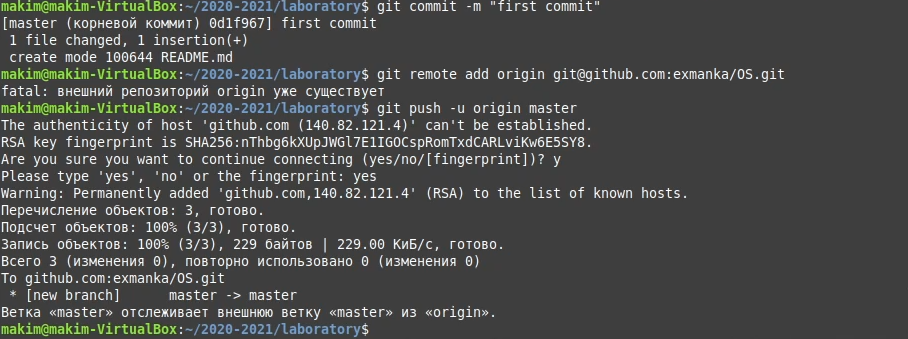 makim@makim-VirtualBox:~/2020-2021/laboratory$ git commit -m "first commit"
[master (корневой коммит) 0d1f967] first commit
 1 file changed, 1 insertion(+)
 create mode 100644 README.md
makim@makim-VirtualBox:~/2020-2021/laboratory$ git remote add origin git@github.com:exmanka/OS.git
fatal: внешний репозиторий origin уже существует
makim@makim-VirtualBox:~/2020-2021/laboratory$ git push -u origin master
The authenticity of host 'github.com (140.82.121.4)' can't be established.
RSA key fingerprint is SHA256:nThbg6kXUpJWGl7E1IGOCspRomTxdCARLviKw6E5SY8.
Are you sure you want to continue connecting (yes/no/[fingerprint])? y
Please type 'yes', 'no' or the fingerprint: yes
Warning: Permanently added 'github.com,140.82.121.4' (RSA) to the list of known hosts.
Перечисление объектов: 3, готово.
Подсчет объектов: 100% (3/3), готово.
Запись объектов: 100% (3/3), 229 байтов | 229.00 КиБ/с, готово.
Всего 3 (изменения 0), повторно использовано 0 (изменения 0)
To github.com:exmanka/OS.git
 * [new branch]      master -> master
Ветка «master» отслеживает внешнюю ветку «master» из «origin».
makim@makim-VirtualBox:~/2020-2021/laboratory$